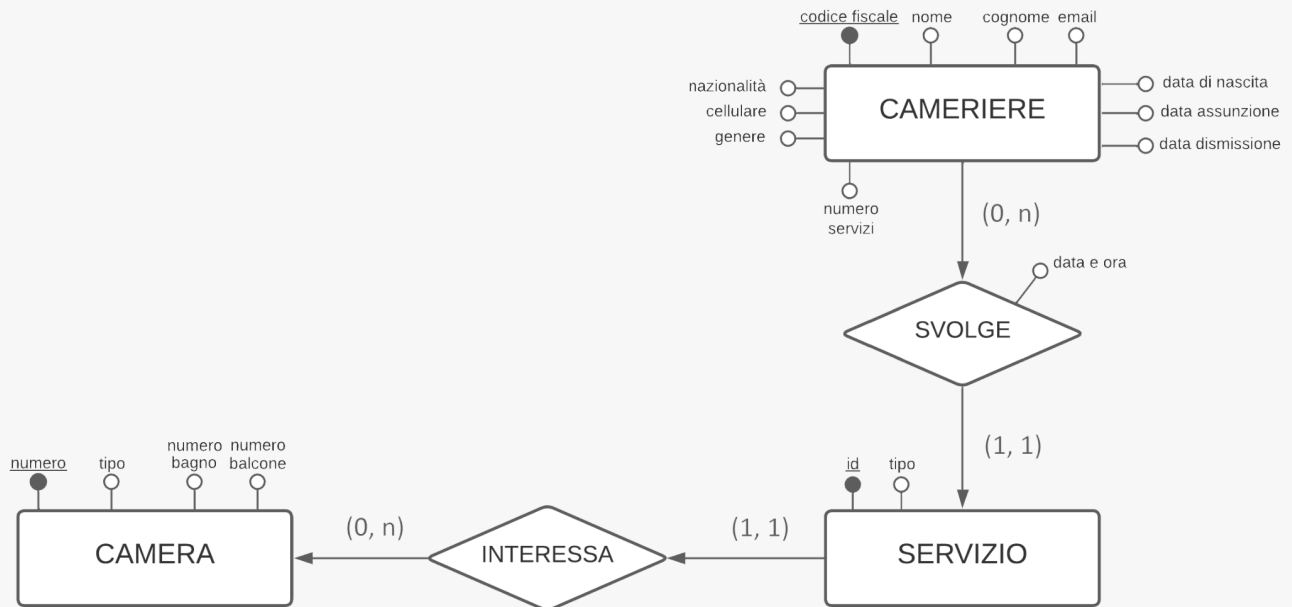 codice fiscale
nome
cognome
email
nazionalità
cellulare
genere
CAMERIERE
data di nascita
data assunzione
data dismissione
numero
servizi
(0, n)
data e ora
SVOLGE
(1, 1)
numero
tipo
numero
bagno
numero
balcone
id
tipo
CAMERA
(0, n)
INTERESSA
(1, 1)
SERVIZIO